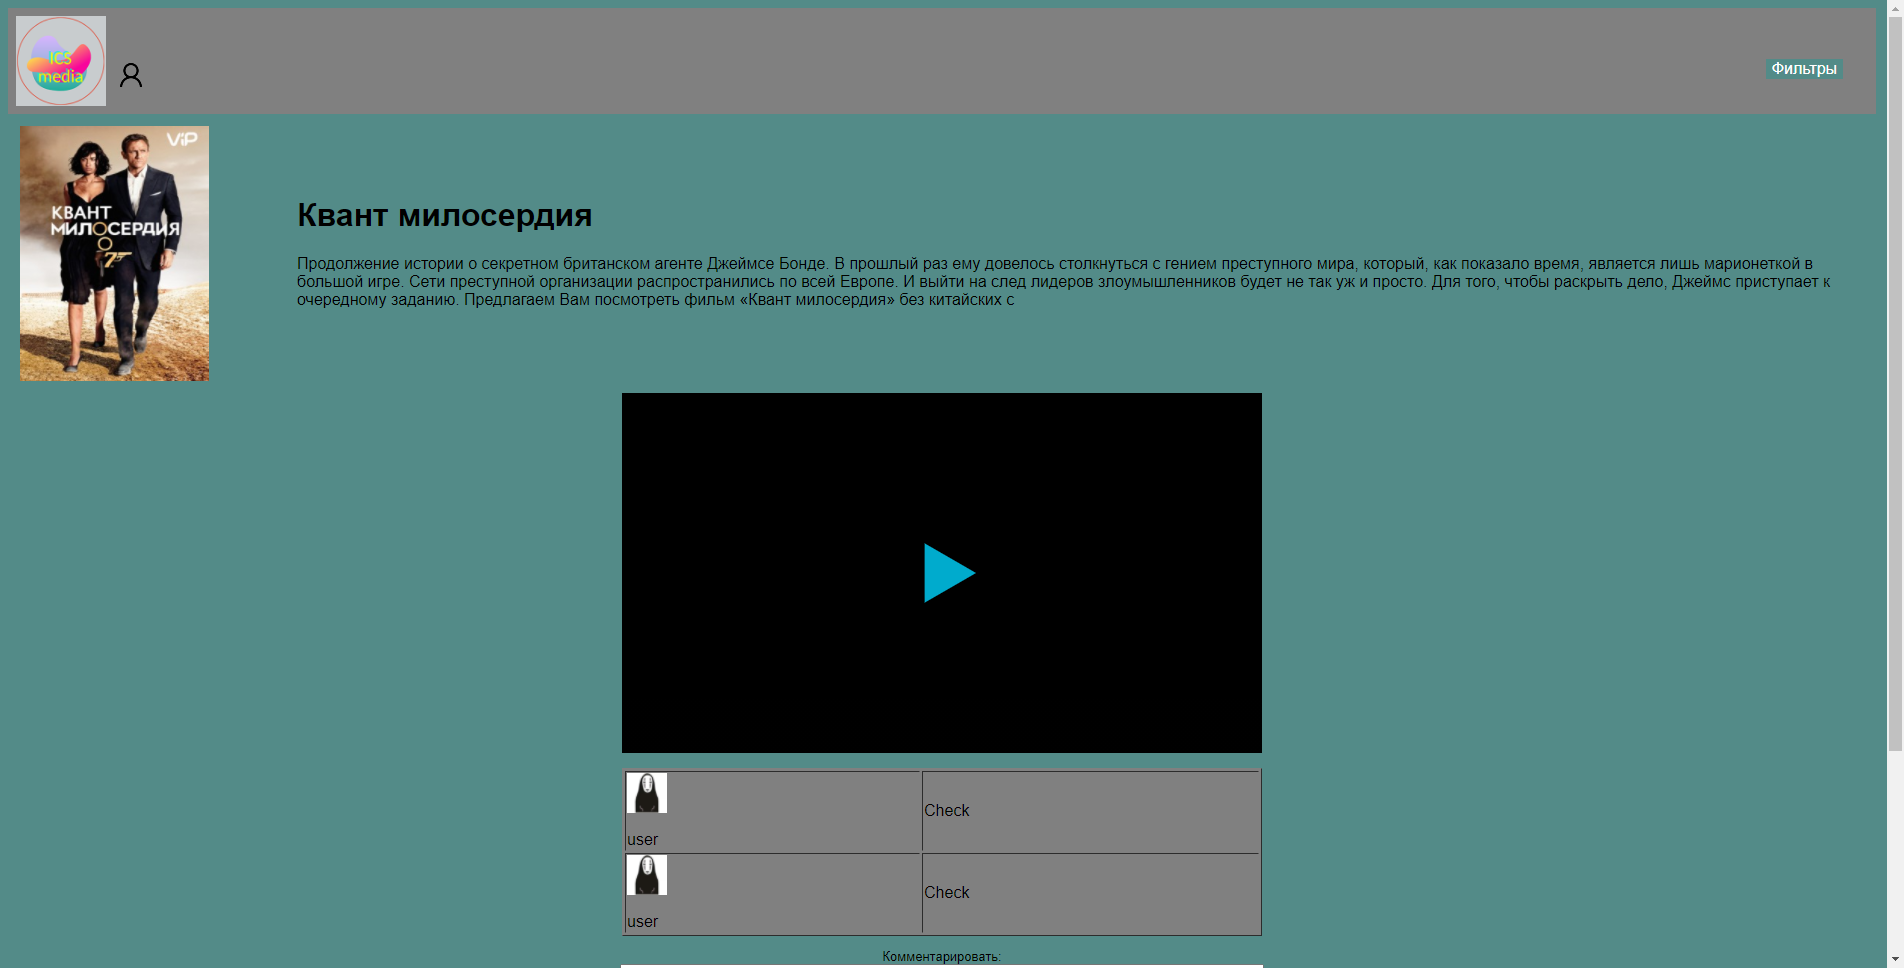 ICS
media
Фильтры
VIP
КВАНТ
МИЛОСЕРДИЯ
007
Квант милосердия
Продолжение истории о секретном британском агенте Джеймсе Бонде. В прошлый раз ему довелось столкнуться с гением преступного мира, который, как показало время, является лишь марионеткой в
большой игре. Сети преступной организации распространились по всей Европе. И выйти на след лидеров злоумышленников будет не так уж и просто. Для того, чтобы раскрыть дело, Джеймс приступает к
очередному заданию. Предлагаем Вам посмотреть фильм «Квант милосердия» без китайских с
user
Check
user
Check
Комментарировать: